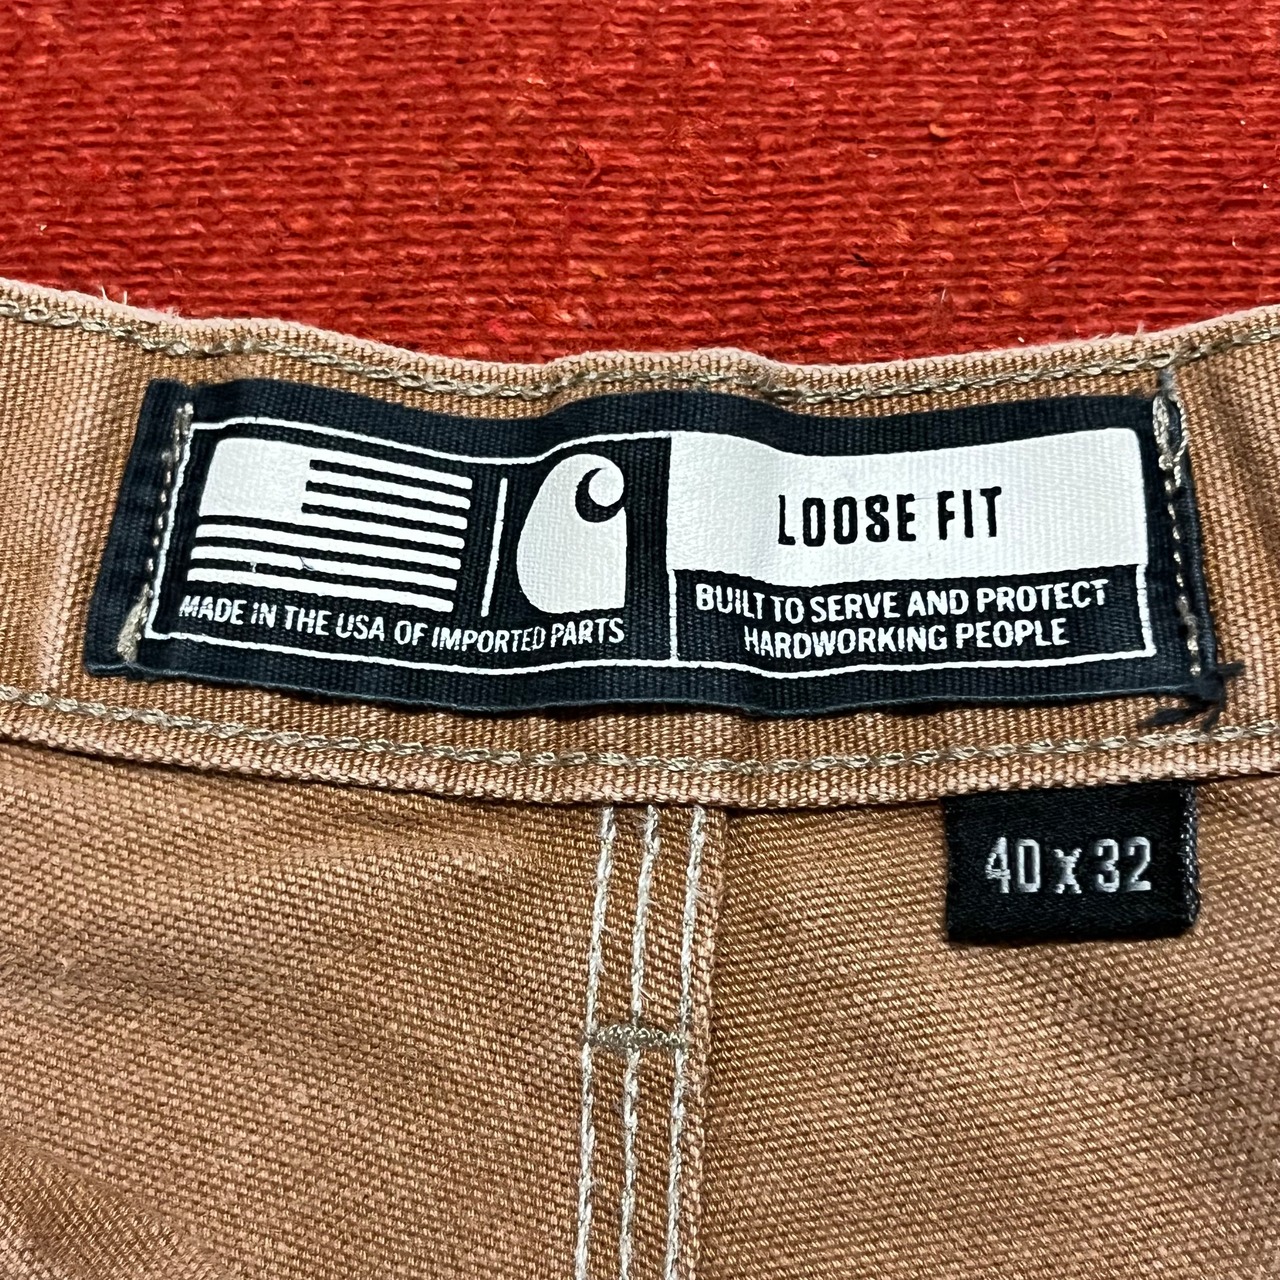 LOOSE FIT
MADE IN THE USA OF IMPORTED PARTS
BUILT TO SERVE AND PROTECT
HARDWORKING PEOPLE
40 x 32